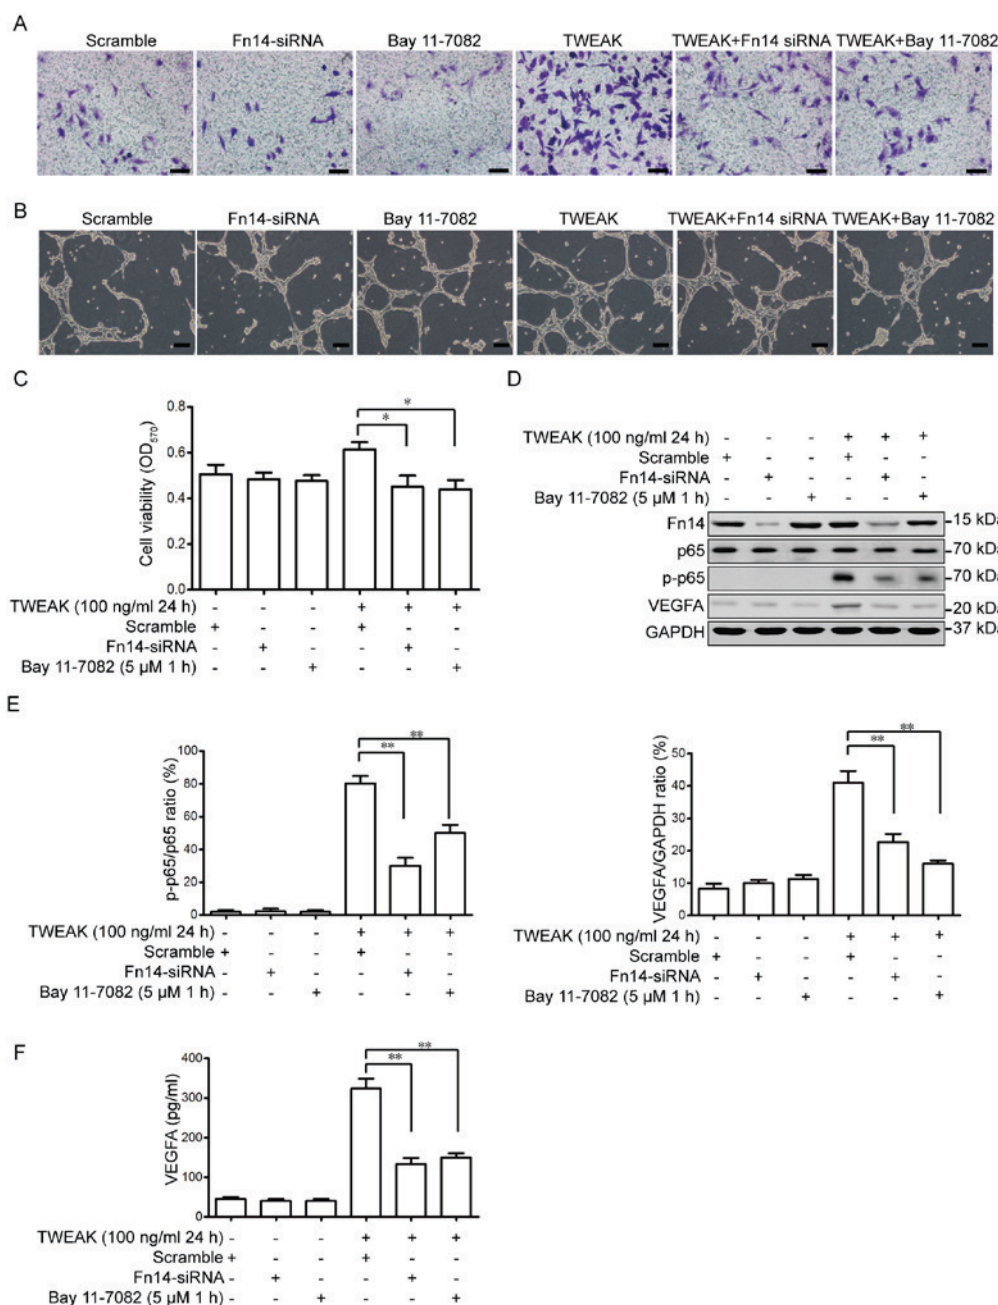 A
Scramble Fn14-siRNA Bay 11-7082 TWEAK TWEAK+Fn14 siRNA TWEAK+Bay 11-7082
B
Scramble Fn14-siRNA Bay 11-7082 TWEAK TWEAK+Fn14 siRNA TWEAK+Bay 11-7082
C
Cell viability (OD570)
0.8
0.6
0.4
0.2
0.0
* *
TWEAK (100 ng/ml 24 h) - - - + + +
Scramble + - - + - -
Fn14-siRNA - + - - + -
Bay 11-7082 (5 µM 1 h) - - + - - +
D
TWEAK (100 ng/ml 24 h) - - - + + +
Scramble + - - + - -
Fn14-siRNA - + - - + -
Bay 11-7082 (5 µM 1 h) - - + - - +
Fn14 15 kDa
p65 70 kDa
p-p65 70 kDa
VEGFA 20 kDa
GAPDH 37 kDa
E
p-p65/p65 ratio (%)
100
80
60
40
20
0
** **
TWEAK (100 ng/ml 24 h) - - - + + +
Scramble + - - + - -
Fn14-siRNA - + - - + -
Bay 11-7082 (5 µM 1 h) - - + - - +
VEGFA/GAPDH ratio (%)
50
40
30
20
10
0
** **
TWEAK (100 ng/ml 24 h) - - - + + +
Scramble + - - + - -
Fn14-siRNA - + - - + -
Bay 11-7082 (5 µM 1 h) - - + - - +
F
VEGFA (pg/ml)
400
300
200
100
0
** **
TWEAK (100 ng/ml 24 h) - - - + + +
Scramble + - - + - -
Fn14-siRNA - + - - + -
Bay 11-7082 (5 µM 1 h) - - + - - +